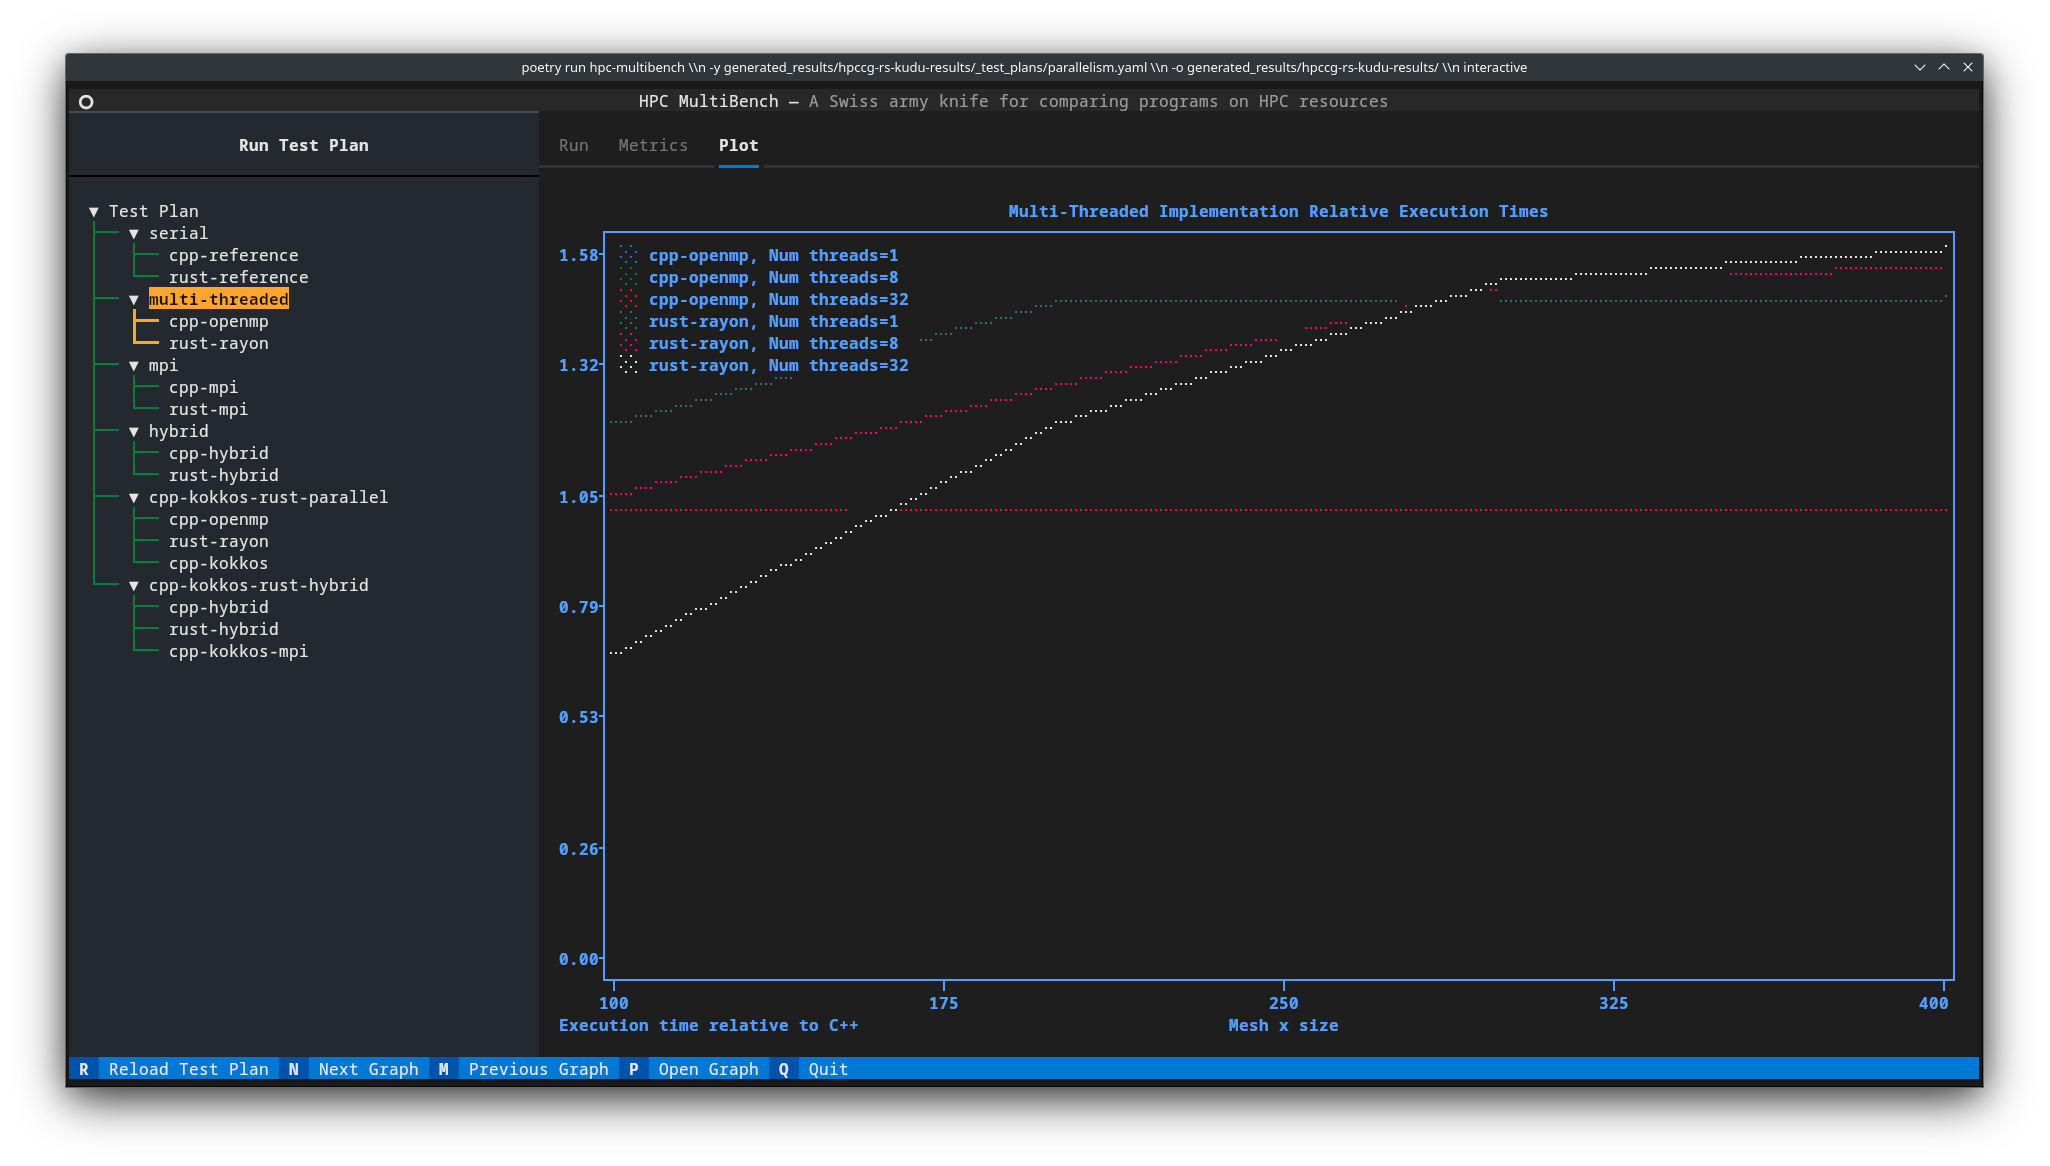 poetry run hpc-multibench \\n -y generated_results/hpccg-rs-kudu-results/_test_plans/parallelism.yaml \\n -o generated_results/hpccg-rs-kudu-results/ \\n interactive
HPC MultiBench — A Swiss army knife for comparing programs on HPC resources
Run Test Plan
▼ Test Plan
▼ serial
cpp-reference
rust-reference
▼ multi-threaded
cpp-openmp
rust-rayon
▼ mpi
cpp-mpi
rust-mpi
▼ hybrid
cpp-hybrid
rust-hybrid
▼ cpp-kokkos-rust-parallel
cpp-openmp
rust-rayon
cpp-kokkos
▼ cpp-kokkos-rust-hybrid
cpp-hybrid
rust-hybrid
cpp-kokkos-mpi
Run Metrics Plot
Multi-Threaded Implementation Relative Execution Times
cpp-openmp, Num threads=1
cpp-openmp, Num threads=8
cpp-openmp, Num threads=32
rust-rayon, Num threads=1
rust-rayon, Num threads=8
rust-rayon, Num threads=32
1.58
1.32
1.05
0.79
0.53
0.26
0.00
100 175 250 325 400
Execution time relative to C++ Mesh x size
R Reload Test Plan N Next Graph M Previous Graph P Open Graph Q Quit